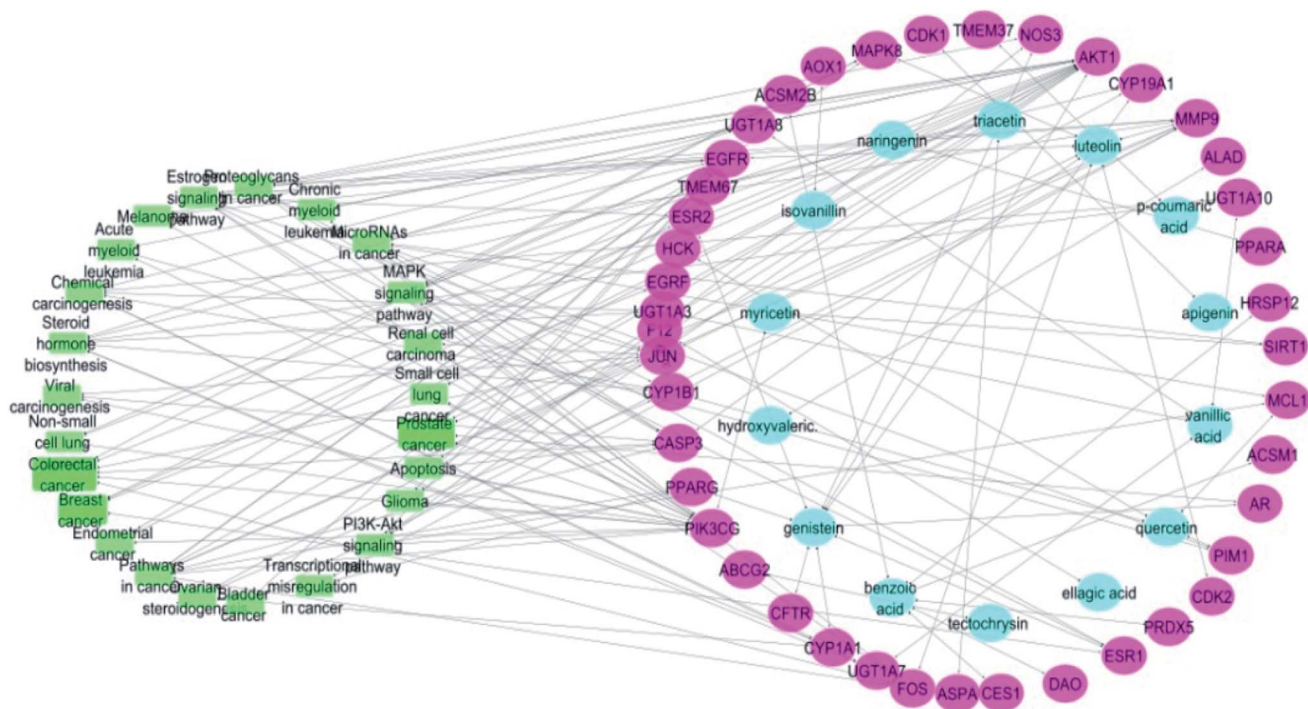 Proteoglycans
in cancer
Estrogen
signaling
pathway
Chronic
myeloid
leukemia
Melanoma
MicroRNAs
in cancer
Acute
myeloid
leukemia
MAPK
signaling
pathway
Chemical
carcinogenesis
Steroid
hormone
biosynthesis
Renal cell
carcinoma
Small cell
lung
cancer
Viral
carcinogenesis
Non-small
cell lung
Prostate
cancer
Colorectal
cancer
Apoptosis
Breast
cancer
Glioma
Endometrial
cancer
PI3K-Akt
signaling
pathway
Pathways
in cancer
Ovarian
steroidogenesis
Bladder
cancer
Transcriptional
misregulation
in cancer
TMEM37
CDK1
NOS3
MAPK8
AKT1
AOX1
CYP19A1
ACSM2B
MMP9
UGT1A8
ALAD
EGFR
UGT1A10
TMEM67
PPARA
ESR2
HRSP12
HCK
SIRT1
EGRF
MCL1
UGT1A3
F12
JUN
ACSM1
CYP1B1
AR
CASP3
PIM1
PPARG
CDK2
PIK3CG
PRDX5
ABCG2
ESR1
CFTR
DAO
CYP1A1
UGT1A7
FOS
ASPA
CES1
naringenin
triacetin
luteolin
isovanillin
p-coumaric
acid
myricetin
apigenin
hydroxyvaleric.
vanillic
acid
genistein
quercetin
benzoib
acid
ellagic acid
tectochrysin